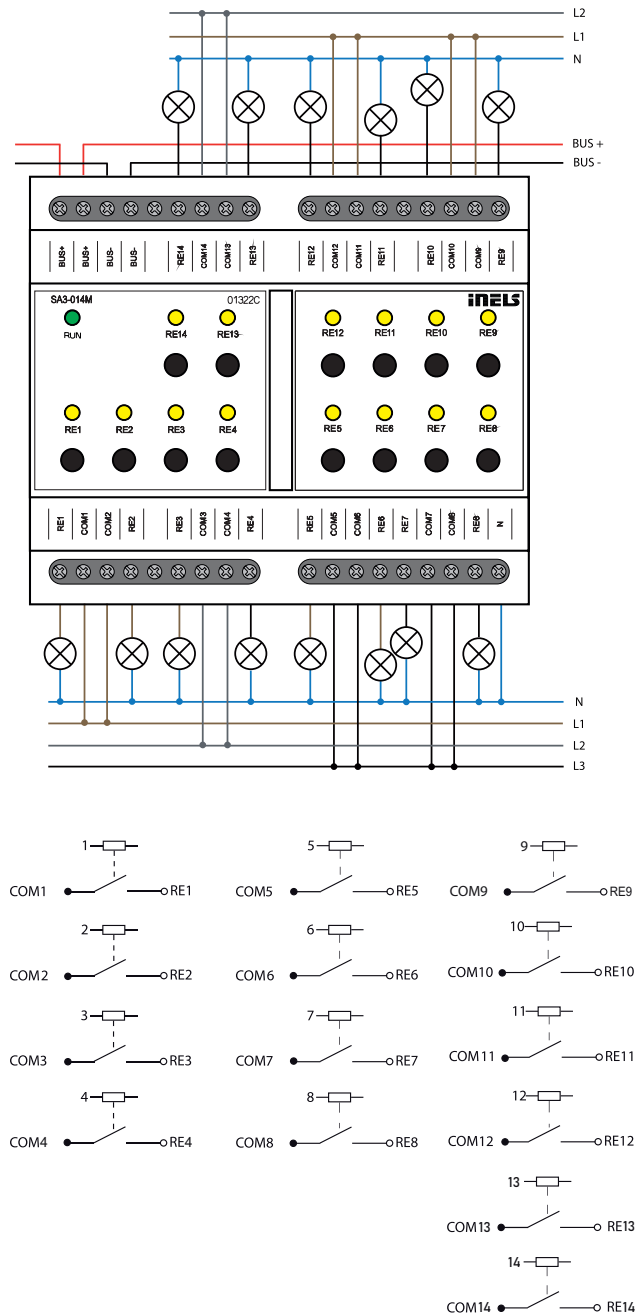 L2
L1
N
BUS +
BUS -
BUS+ BUS+ BUS- BUS- RE14 COM14 COM13 RE13 RE12 COM12 COM11 RE11 RE10 COM10 COM9 RE9
SA3-014M 01322C iNELS
RUN RE14 RE13 RE12 RE11 RE10 RE9
RE1 RE2 RE3 RE4 RE5 RE6 RE7 RE8
RE1 COM1 COM2 RE2 RE3 COM3 COM4 RE4 RE5 COM5 COM6 RE6 RE7 COM7 COM8 RE8 N
N
L1
L2
L3
1 5 9
COM1 RE1 COM5 RE5 COM9 RE9
2 6 10
COM2 RE2 COM6 RE6 COM10 RE10
3 7 11
COM3 RE3 COM7 RE7 COM11 RE11
4 8 12
COM4 RE4 COM8 RE8 COM12 RE12
13
COM13 RE13
14
COM14 RE14